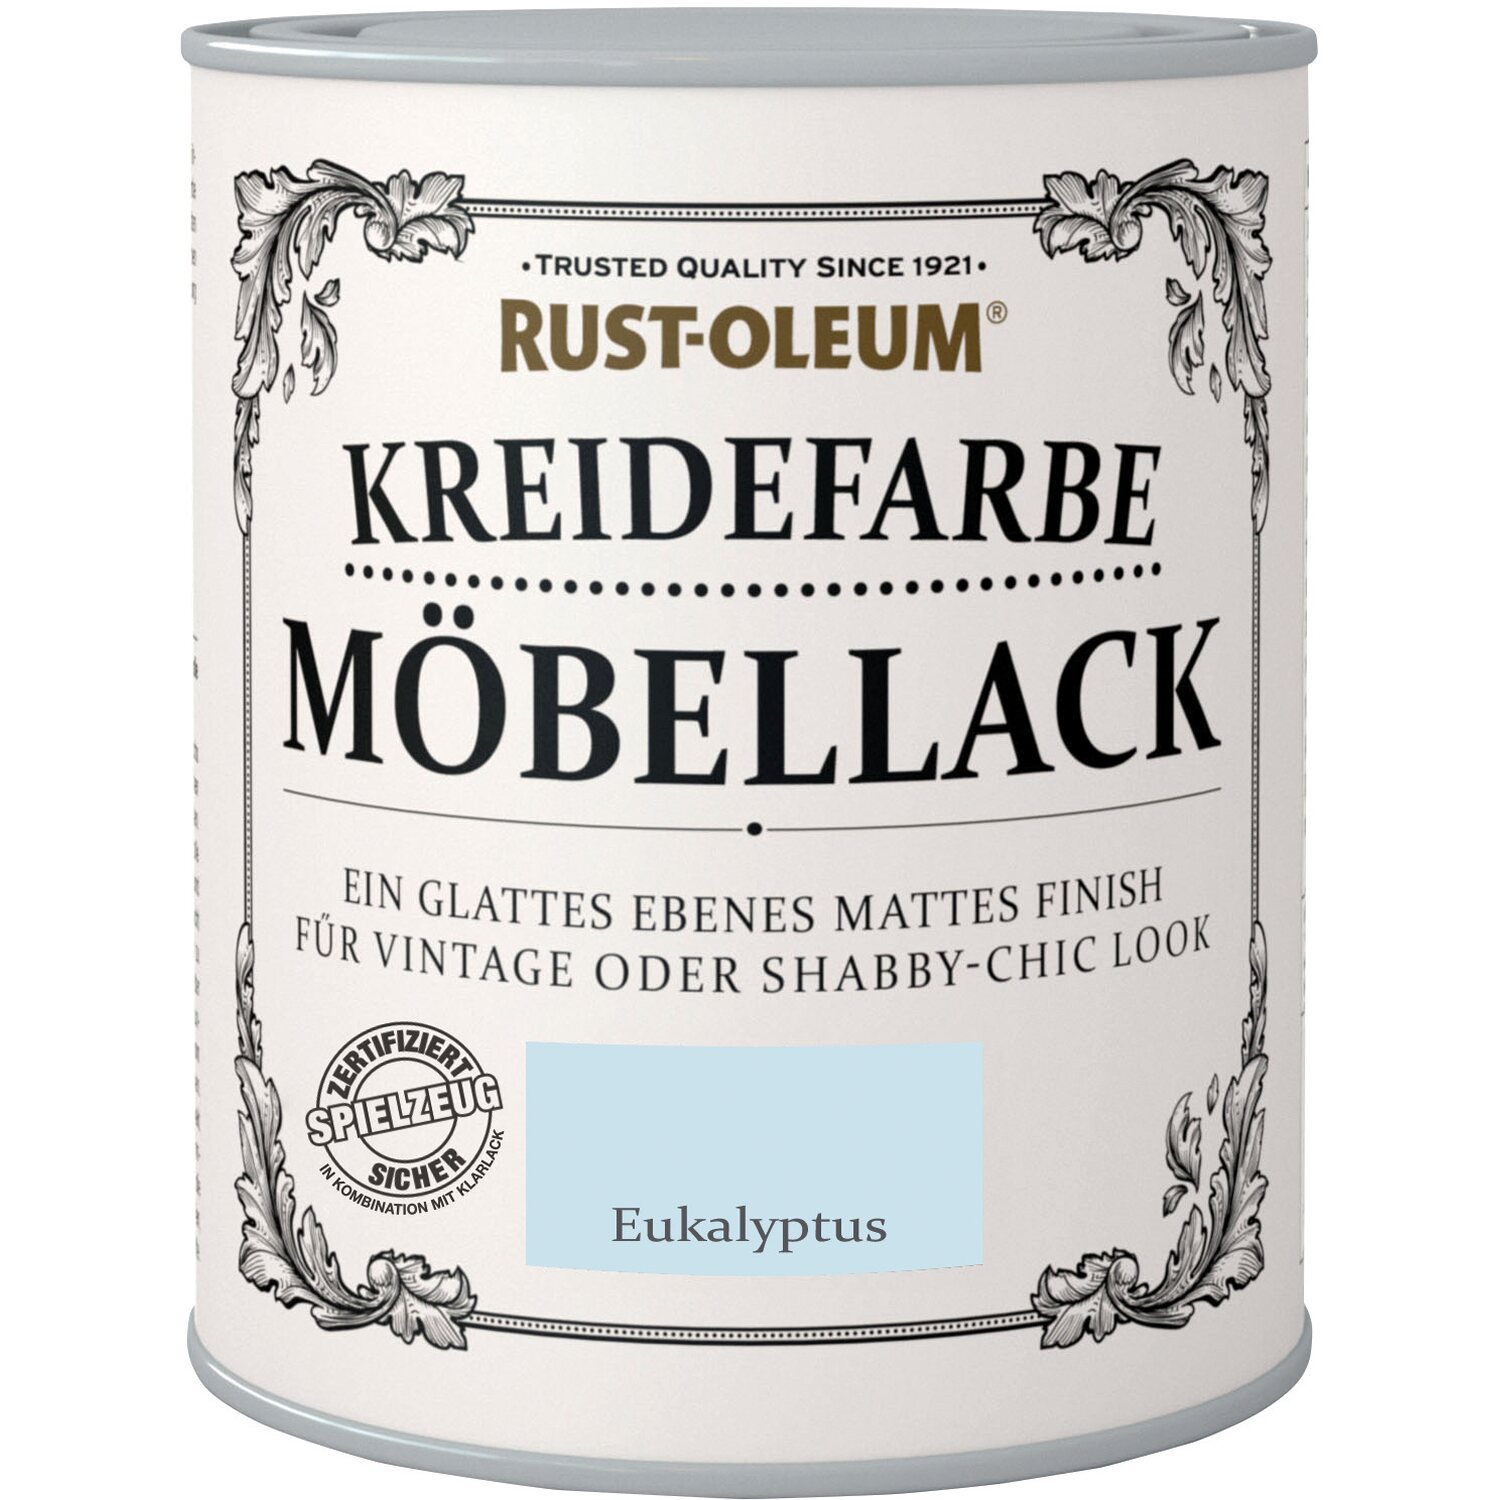 •TRUSTED QUALITY SINCE 1921•
RUST-OLEUM®
KREIDEFARBE
MÖBELLACK
EIN GLATTES EBENES MATTES FINISH
FŰR VINTAGE ODER SHABBY-CHIC LOOK
ZERTIFIZIERT
SPIELZEUG
SICHER
IN KOMBINATION MIT KLARLACK
Eukalyptus